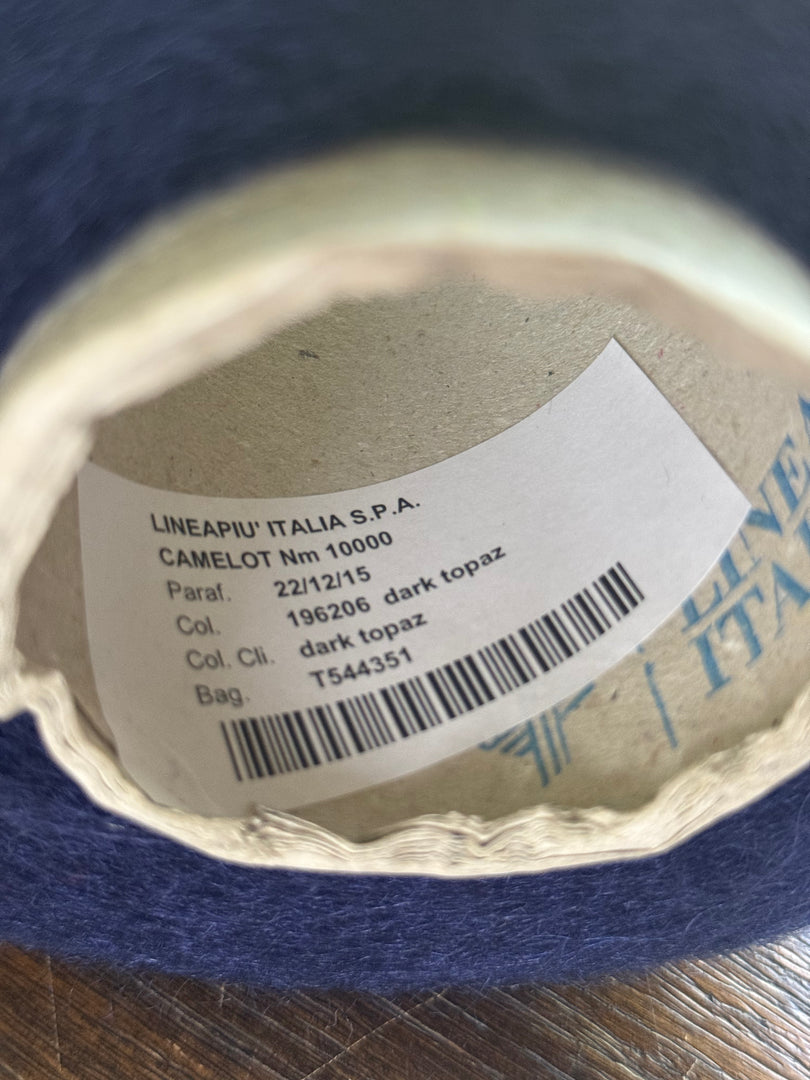 LINEAPIU' ITALIA S.P.A.
CAMELOT Nm 10000
Paraf. 22/12/15
Col. 196206 dark topaz
Col. Cli. dark topaz
Bag. T544351